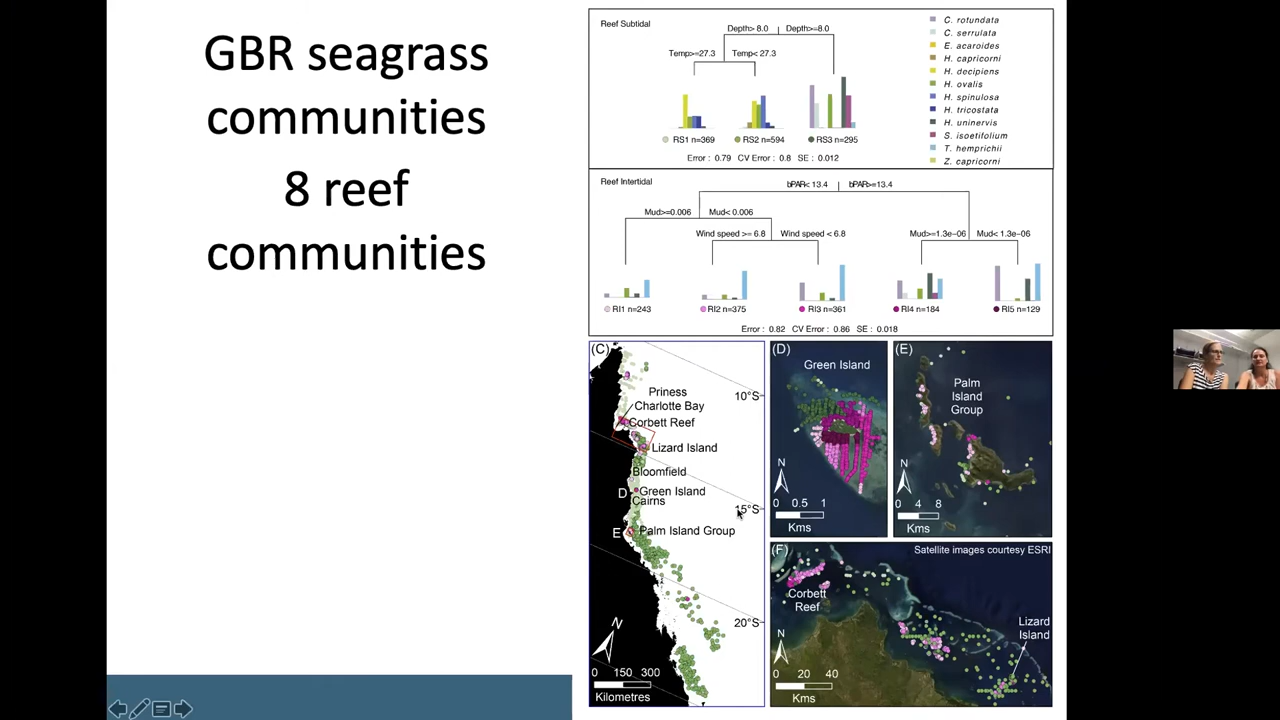 GBR seagrass
communities
8 reef
communities
Reef Subtidal
Depth> 8.0 | Depth>=8.0
Temp>=27.3 Temp< 27.3
RS1 n=369 RS2 n=594 RS3 n=295
Error : 0.79 CV Error : 0.8 SE : 0.012
C. rotundata
C. serrulata
E. acaroides
H. capricorni
H. decipiens
H. ovalis
H. spinulosa
H. tricostata
H. uninervis
S. isoetifolium
T. hemprichii
Z. capricorni
Reef Intertidal
bPAR< 13.4 | bPAR>=13.4
Mud>=0.006 Mud< 0.006
Wind speed >= 6.8 Wind speed < 6.8 Mud>=1.3e-06 Mud< 1.3e-06
RI1 n=243 RI2 n=375 RI3 n=361 RI4 n=184 RI5 n=129
Error : 0.82 CV Error : 0.86 SE : 0.018
(C)
Priness
Charlotte Bay
Corbett Reef
Lizard Island
Bloomfield
D Green Island
Cairns
E Palm Island Group
10°S
15°S
20°S
N
0 150 300
Kilometres
(D)
Green Island
N
0 0.5 1
Kms
(E)
Palm
Island
Group
N
0 4 8
Kms
(F)
Satellite images courtesy ESRI
Corbett
Reef
Lizard
Island
N
0 20 40
Kms